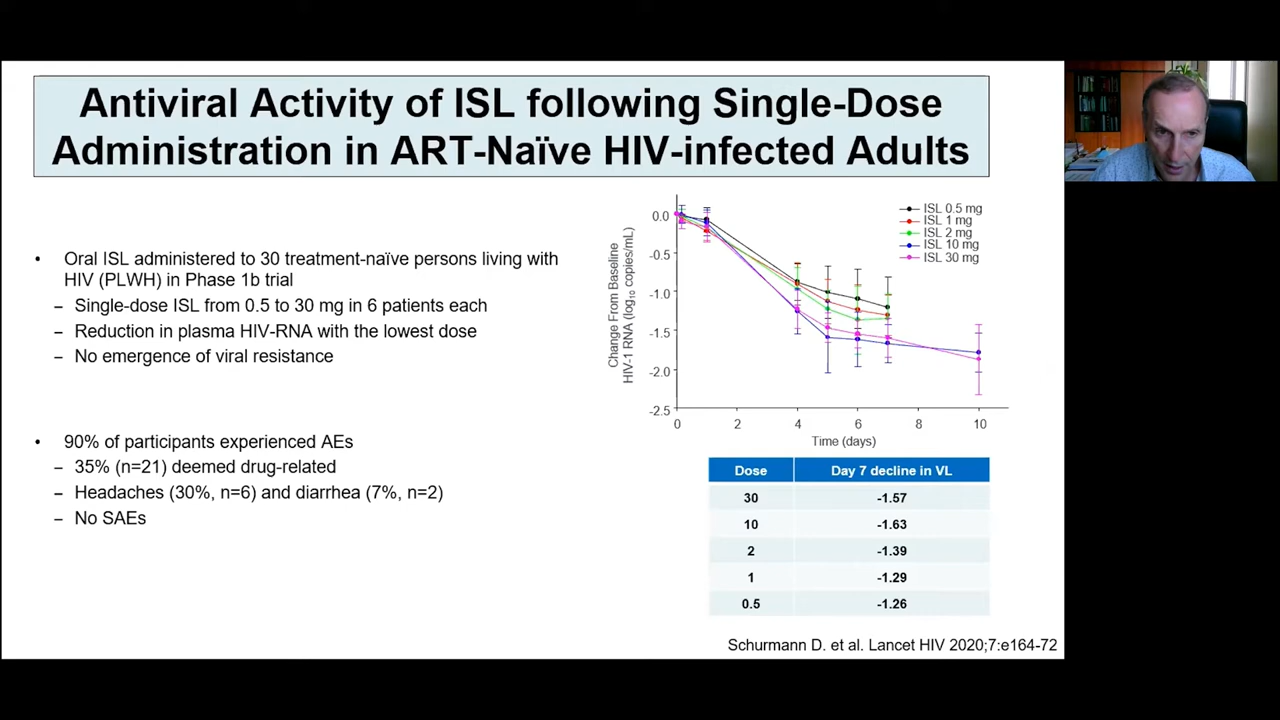 Antiviral Activity of ISL following Single-Dose
Administration in ART-Naïve HIV-infected Adults
• Oral ISL administered to 30 treatment-naïve persons living with
HIV (PLWH) in Phase 1b trial
– Single-dose ISL from 0.5 to 30 mg in 6 patients each
– Reduction in plasma HIV-RNA with the lowest dose
– No emergence of viral resistance
• 90% of participants experienced AEs
– 35% (n=21) deemed drug-related
– Headaches (30%, n=6) and diarrhea (7%, n=2)
– No SAEs
Change From Baseline
HIV-1 RNA (log10 copies/mL)
0.0
-0.5
-1.0
-1.5
-2.0
-2.5
ISL 0.5 mg
ISL 1 mg
ISL 2 mg
ISL 10 mg
ISL 30 mg
0 2 4 6 8 10
Time (days)
Dose Day 7 decline in VL
30 -1.57
10 -1.63
2 -1.39
1 -1.29
0.5 -1.26
Schurmann D. et al. Lancet HIV 2020;7:e164-72